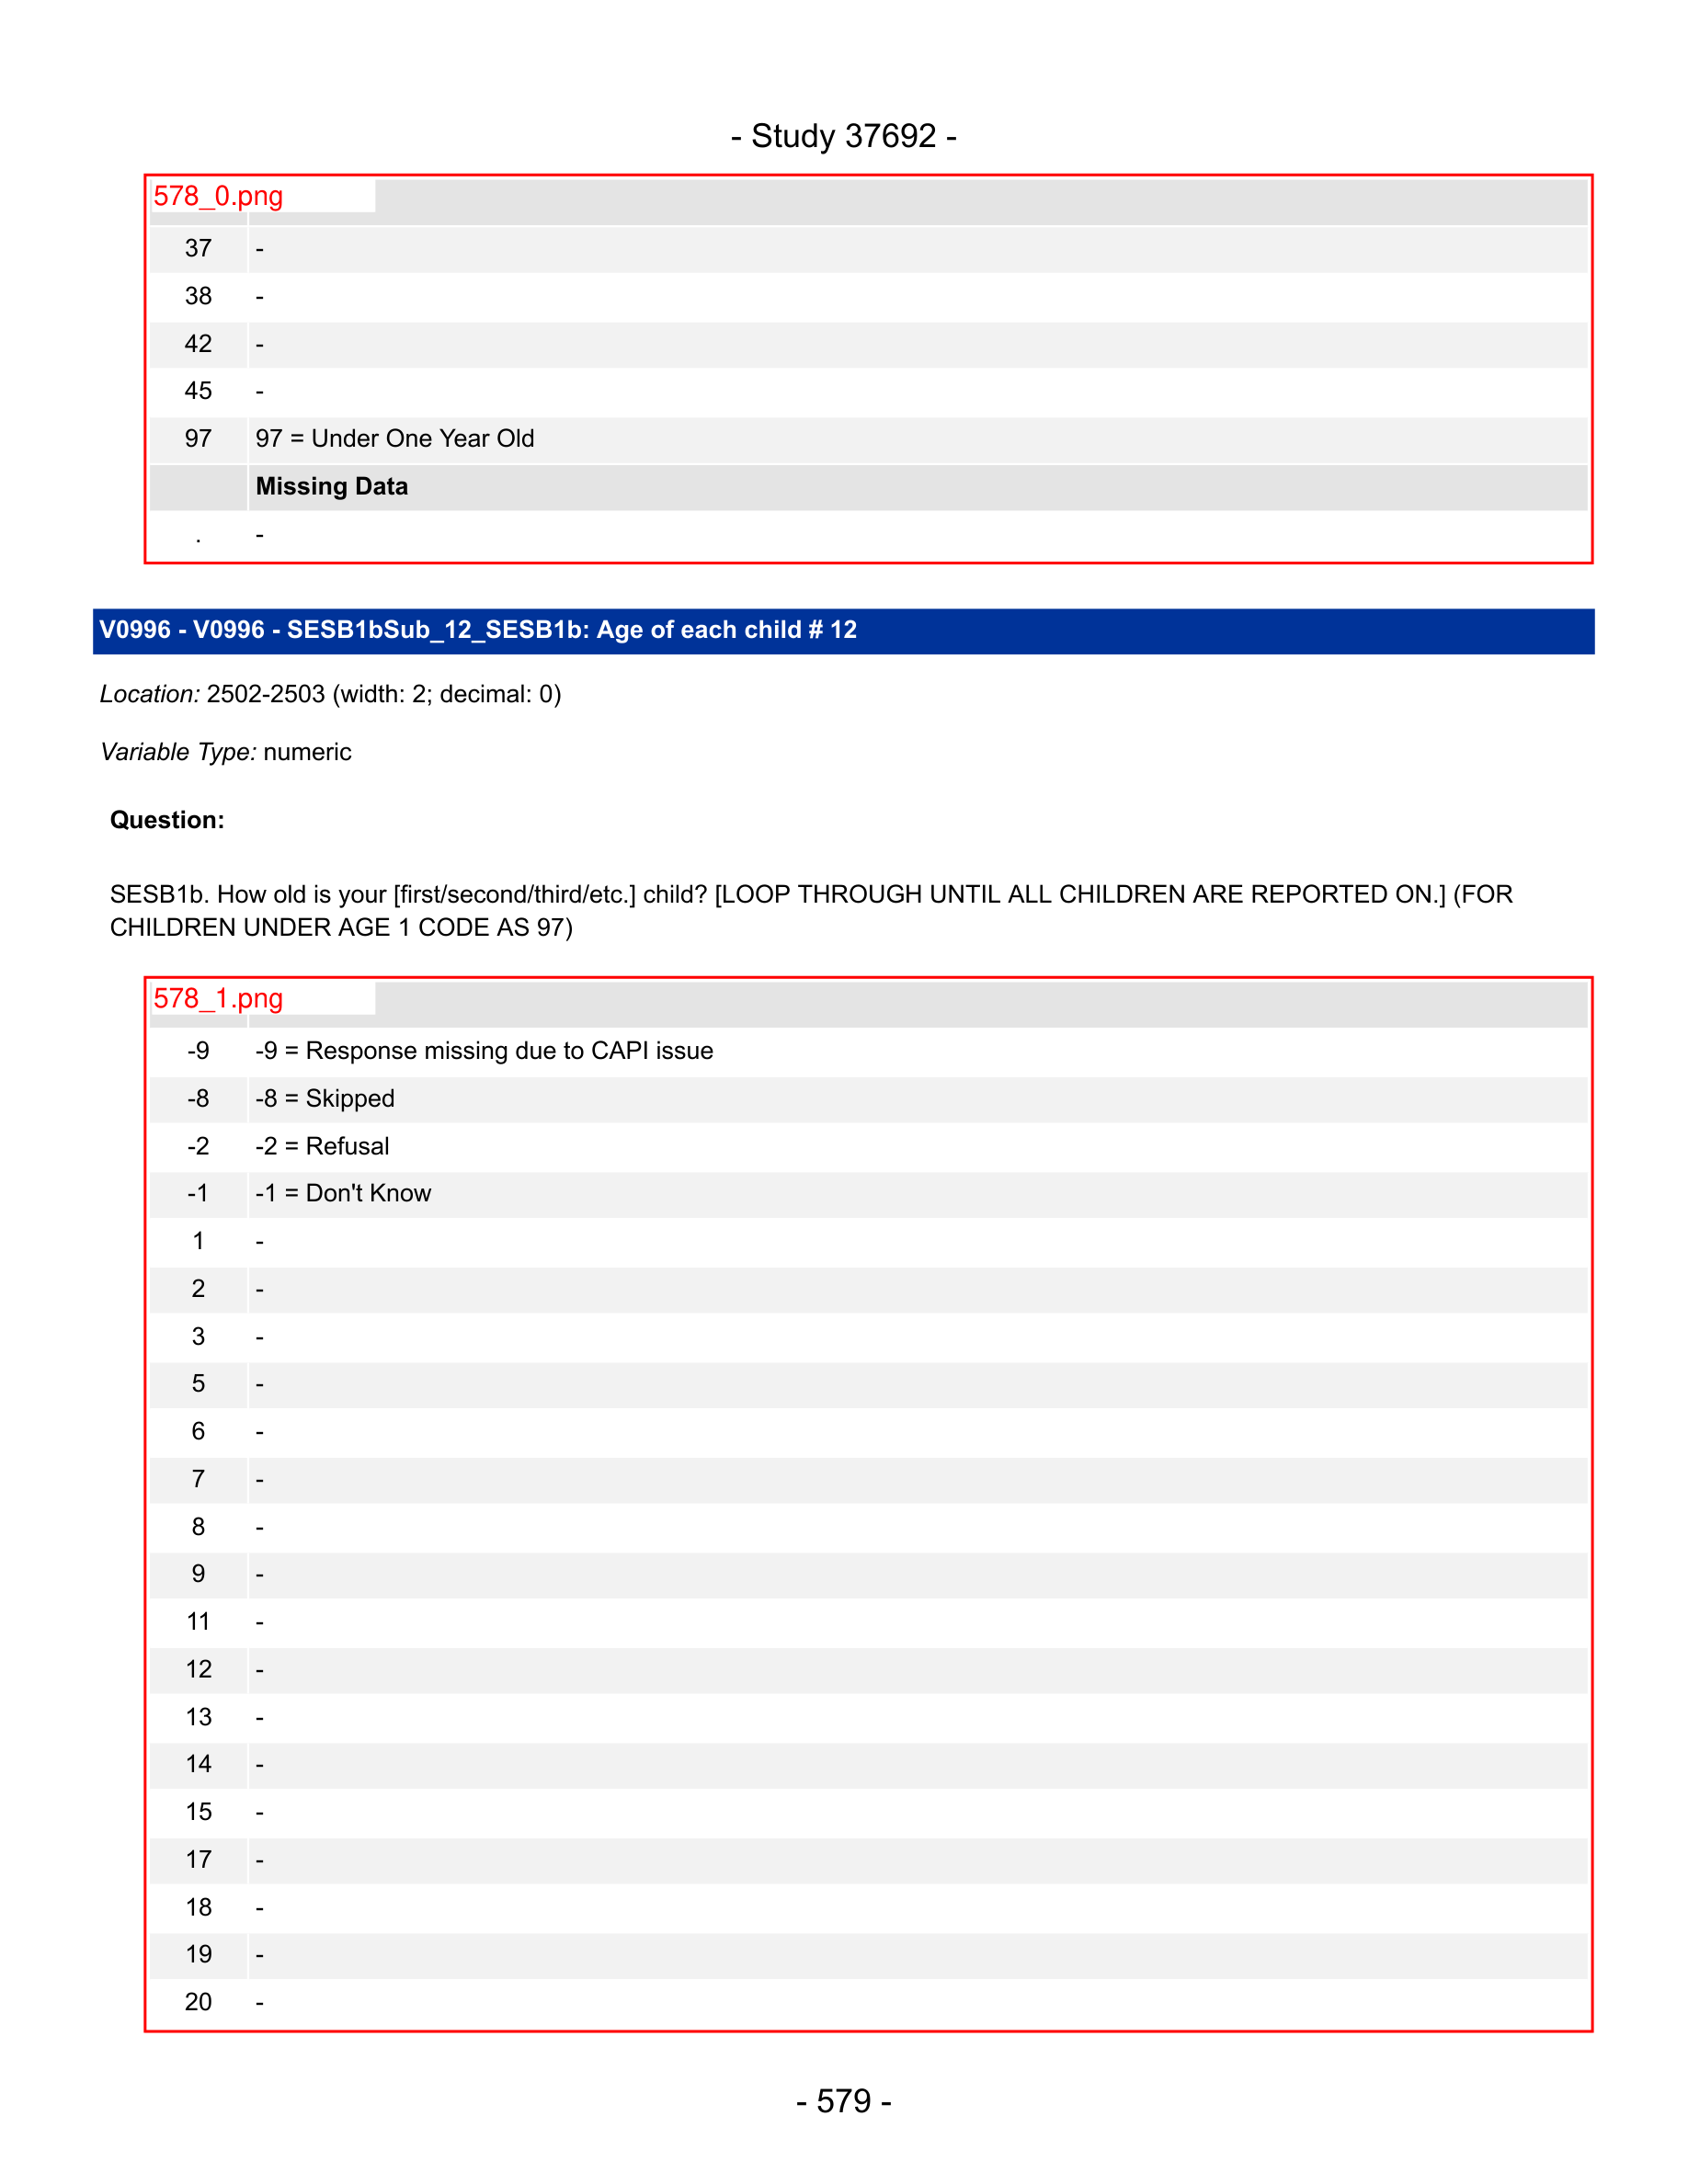 - Study 37692 -
578_0.png
37 -
38 -
42 -
45 -
97 97 = Under One Year Old
Missing Data
. -
V0996 - V0996 - SESB1bSub_12_SESB1b: Age of each child # 12
Location: 2502-2503 (width: 2; decimal: 0)
Variable Type: numeric
Question:
SESB1b. How old is your [first/second/third/etc.] child? [LOOP THROUGH UNTIL ALL CHILDREN ARE REPORTED ON.] (FOR
CHILDREN UNDER AGE 1 CODE AS 97)
578_1.png
-9 -9 = Response missing due to CAPI issue
-8 -8 = Skipped
-2 -2 = Refusal
-1 -1 = Don't Know
1 -
2 -
3 -
5 -
6 -
7 -
8 -
9 -
11 -
12 -
13 -
14 -
15 -
17 -
18 -
19 -
20 -
- 579 -